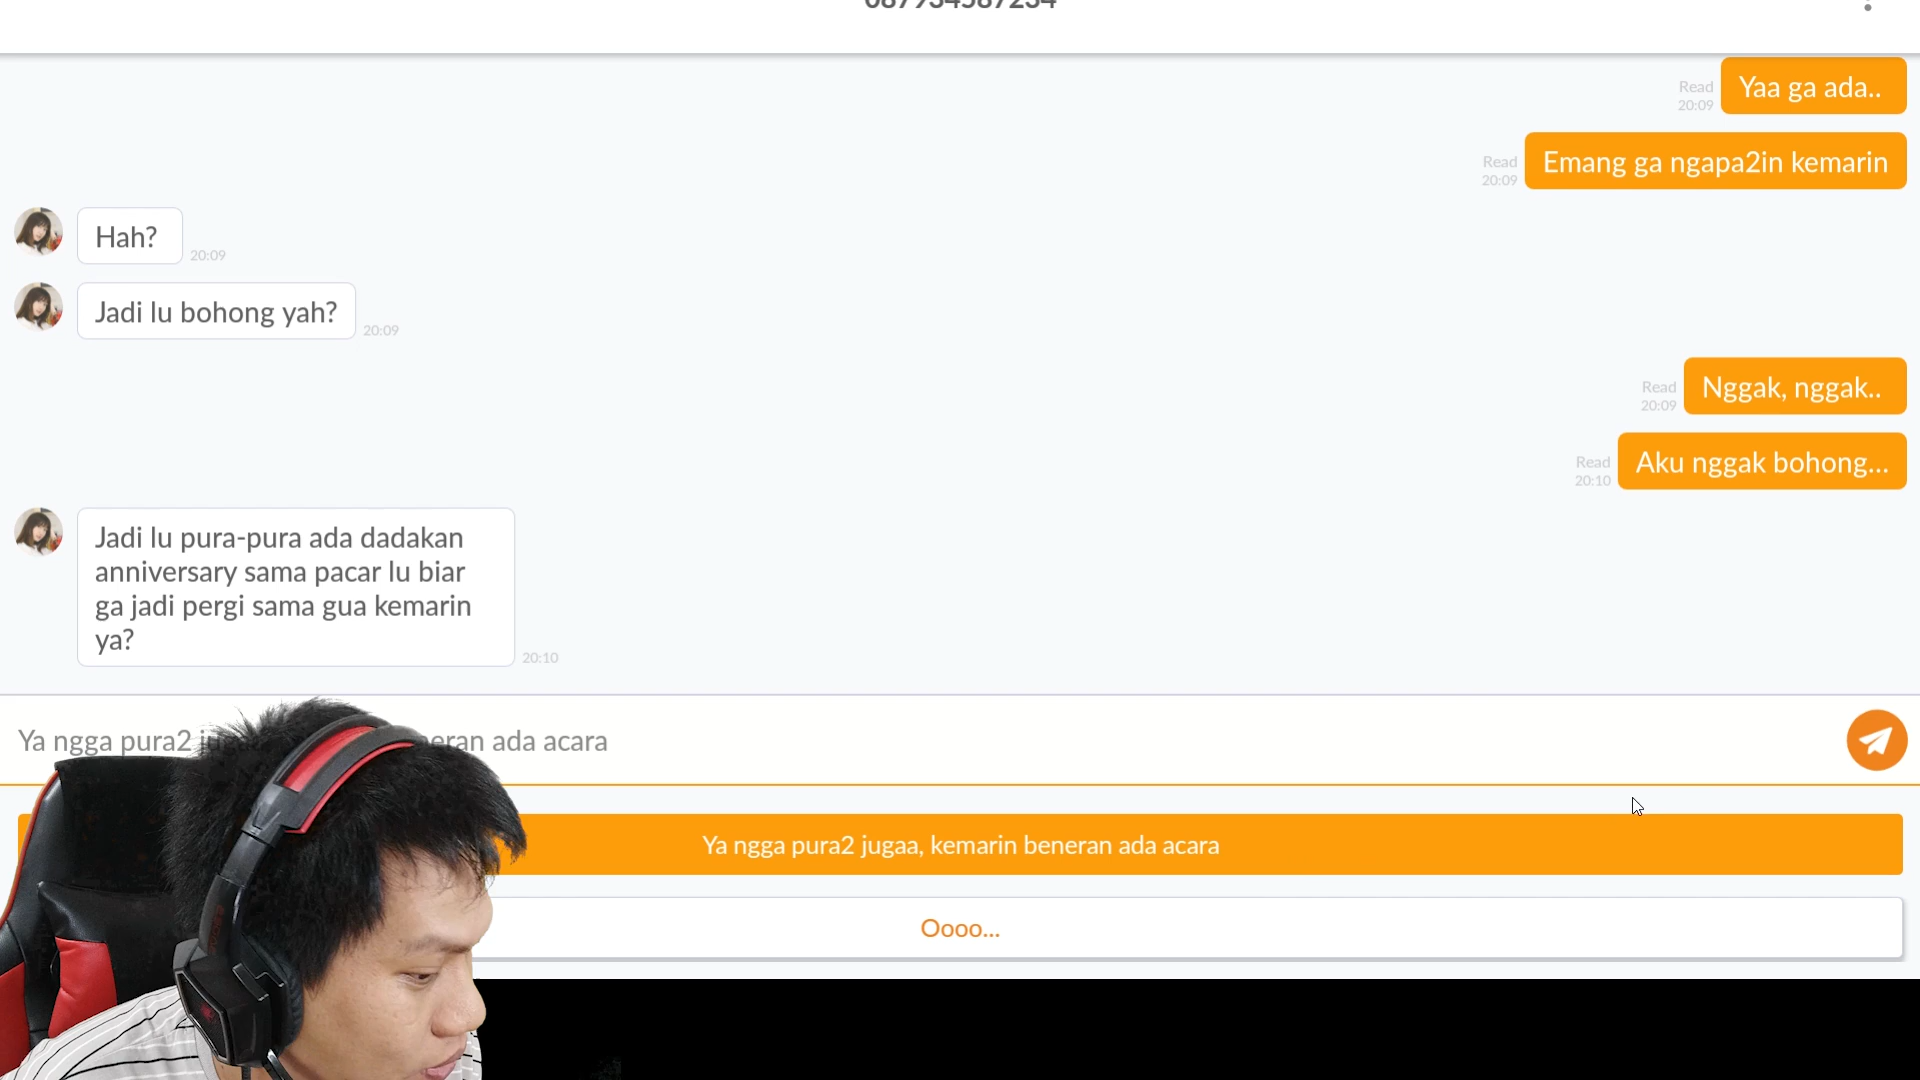 Yaa ga ada..
Read
20:09
Emang ga ngapa2in kemarin
Read
20:09
Hah?
20:09
Jadi lu bohong yah?
20:09
Nggak, nggak..
Read
20:09
Aku nggak bohong...
Read
20:10
Jadi lu pura-pura ada dadakan
anniversary sama pacar lu biar
ga jadi pergi sama gua kemarin
ya?
20:10
Ya ngga pura2 ada acara
Ya ngga pura2 jugaa, kemarin beneran ada acara
Oooo...